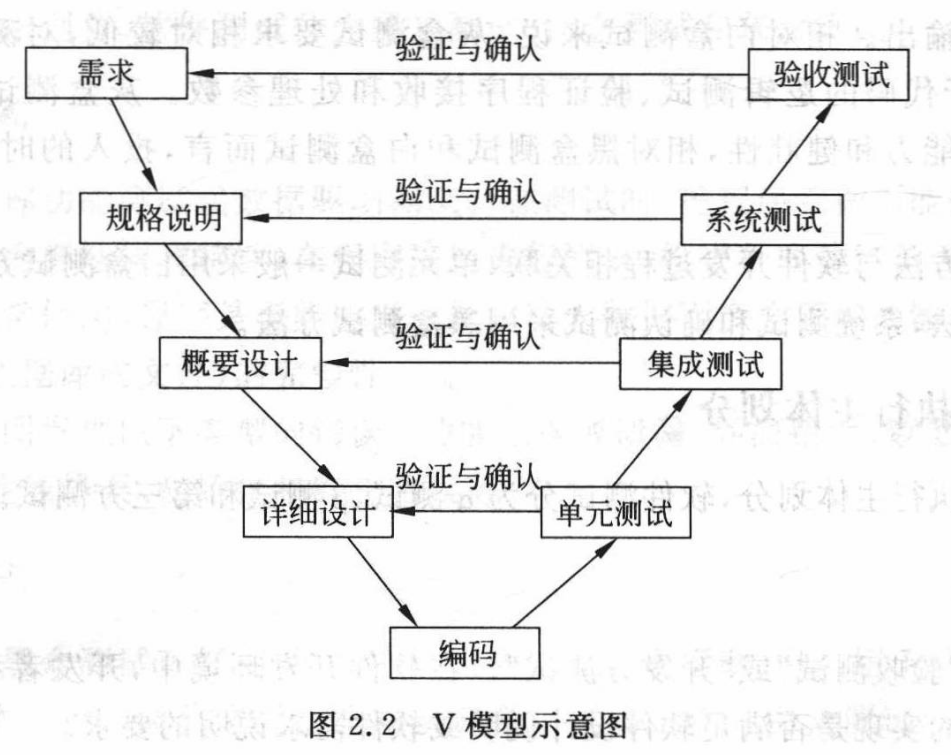 需求 验证与确认 验收测试
规格说明 验证与确认 系统测试
概要设计 验证与确认 集成测试
详细设计 验证与确认 单元测试
编码
图 2.2 V 模型示意图